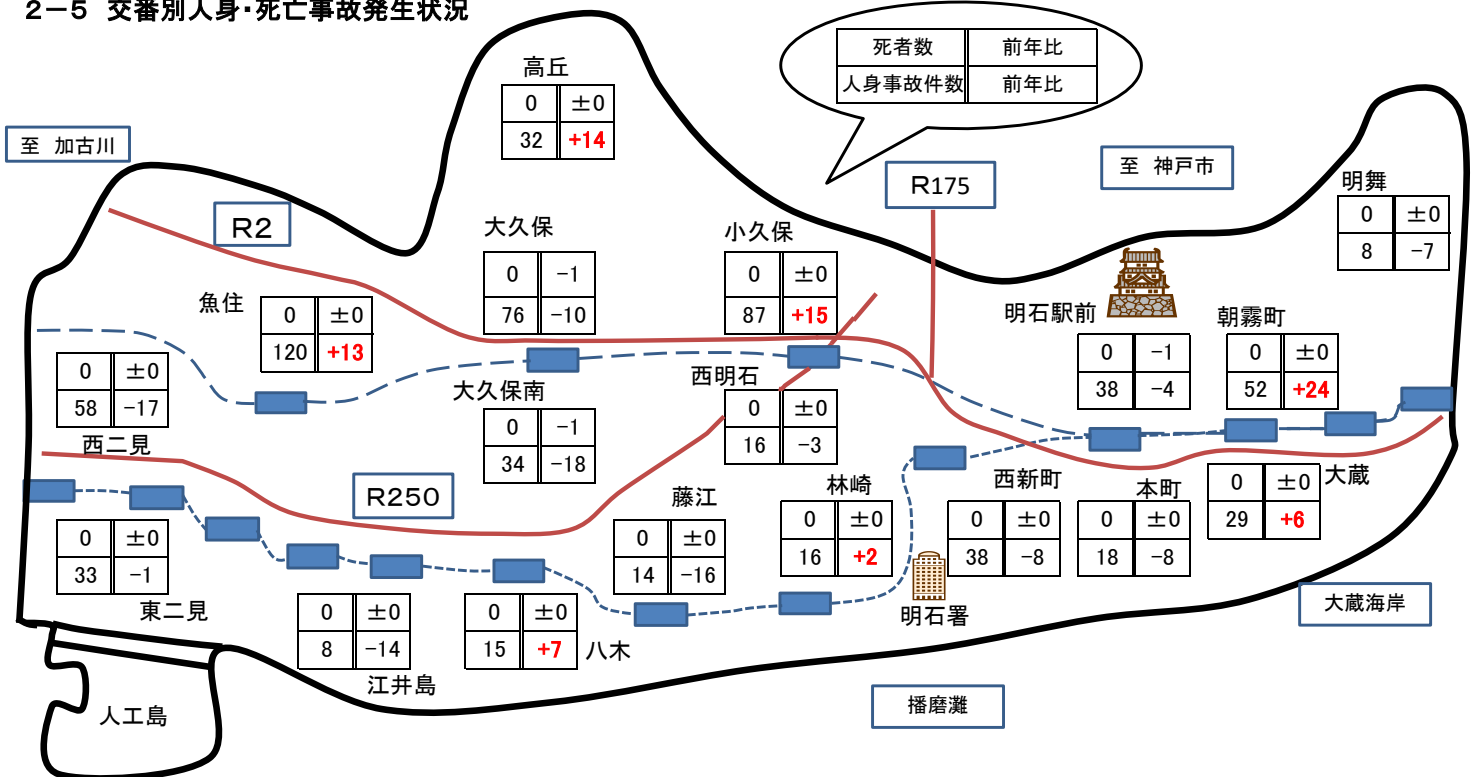 2－5 交番別人身・死亡事故発生状況
死者数 前年比
人身事故件数 前年比
高丘
0 ±0
32 +14
至 加古川
R2
R175
至 神戸市
明舞
0 ±0
8 -7
大久保
0 -1
76 -10
小久保
0 ±0
87 +15
魚住
0 ±0
120 +13
明石駅前
0 -1
38 -4
朝霧町
0 ±0
52 +24
0 ±0
58 -17
西二見
大久保南
0 -1
34 -18
西明石
0 ±0
16 -3
大蔵
0 ±0
29 +6
R250
藤江
0 ±0
14 -16
林崎
0 ±0
16 +2
西新町
0 ±0
38 -8
本町
0 ±0
18 -8
0 ±0
33 -1
東二見
0 ±0
8 -14
江井島
0 ±0
15 +7
八木
明石署
大蔵海岸
播磨灘
人工島